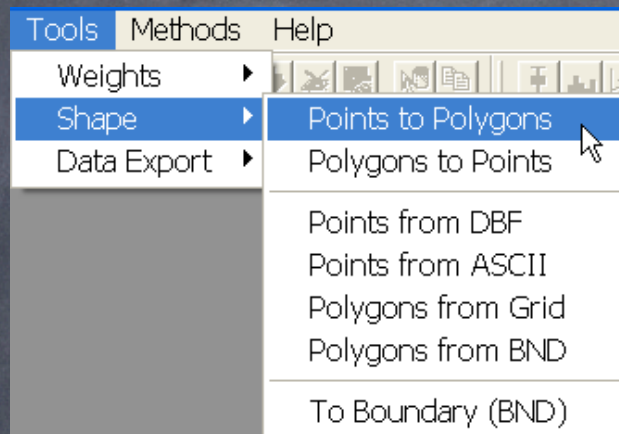 Tools Methods Help
Weights
Shape
Data Export
Points to Polygons
Polygons to Points
Points from DBF
Points from ASCII
Polygons from Grid
Polygons from BND
To Boundary (BND)